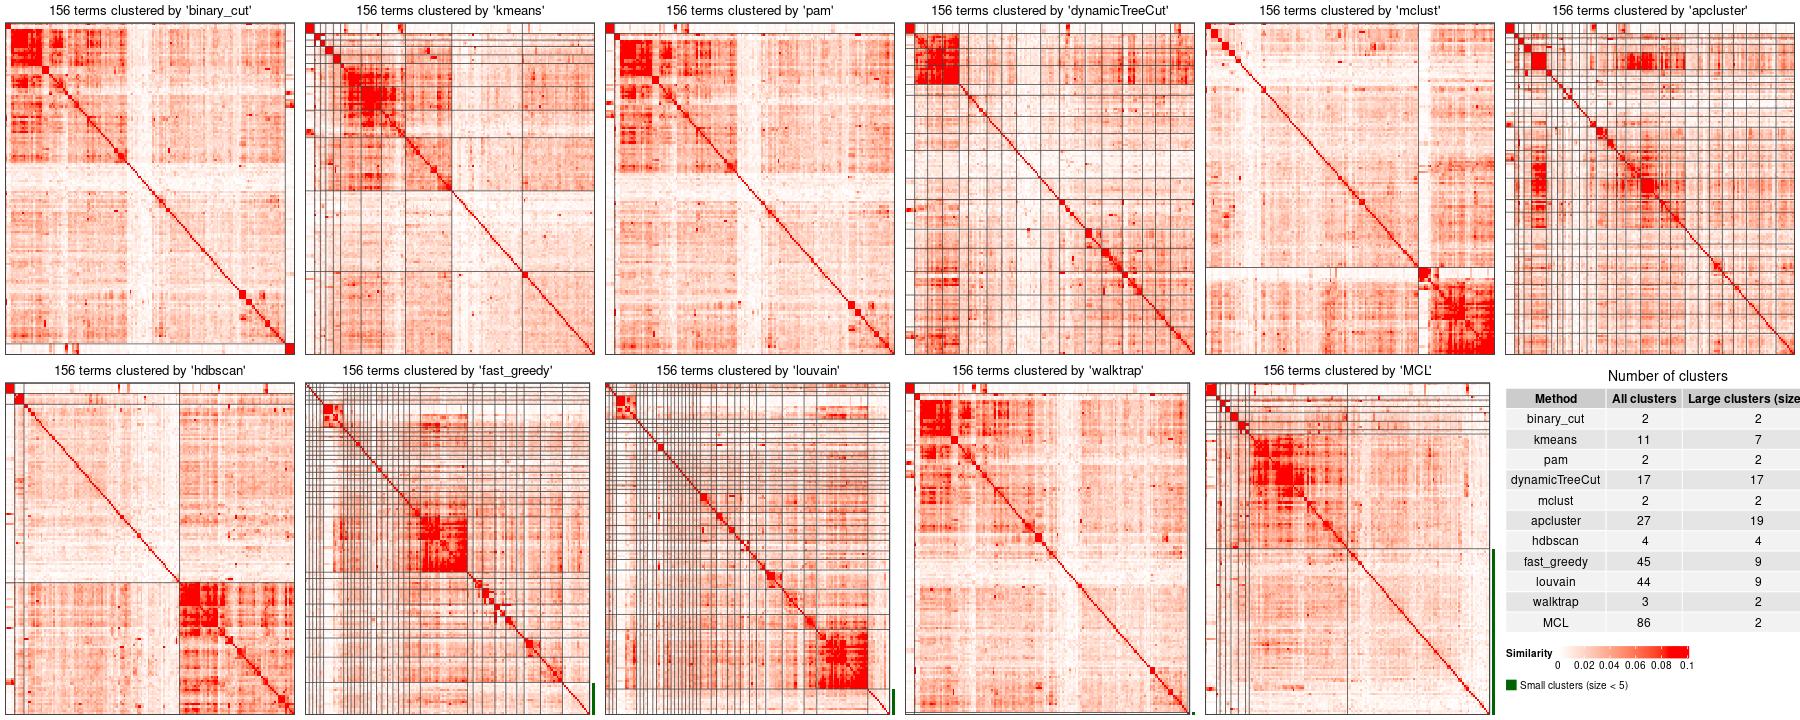 156 terms clustered by 'binary_cut'
156 terms clustered by 'kmeans'
156 terms clustered by 'pam'
156 terms clustered by 'dynamicTreeCut'
156 terms clustered by 'mclust'
156 terms clustered by 'apcluster'
156 terms clustered by 'hdbscan'
156 terms clustered by 'fast_greedy'
156 terms clustered by 'louvain'
156 terms clustered by 'walktrap'
156 terms clustered by 'MCL'
Number of clusters
Method All clusters Large clusters (size
binary_cut 2 2
kmeans 11 7
pam 2 2
dynamicTreeCut 17 17
mclust 2 2
apcluster 27 19
hdbscan 4 4
fast_greedy 45 9
louvain 44 9
walktrap 3 2
MCL 86 2
Similarity
0 0.02 0.04 0.06 0.08 0.1
Small clusters (size < 5)